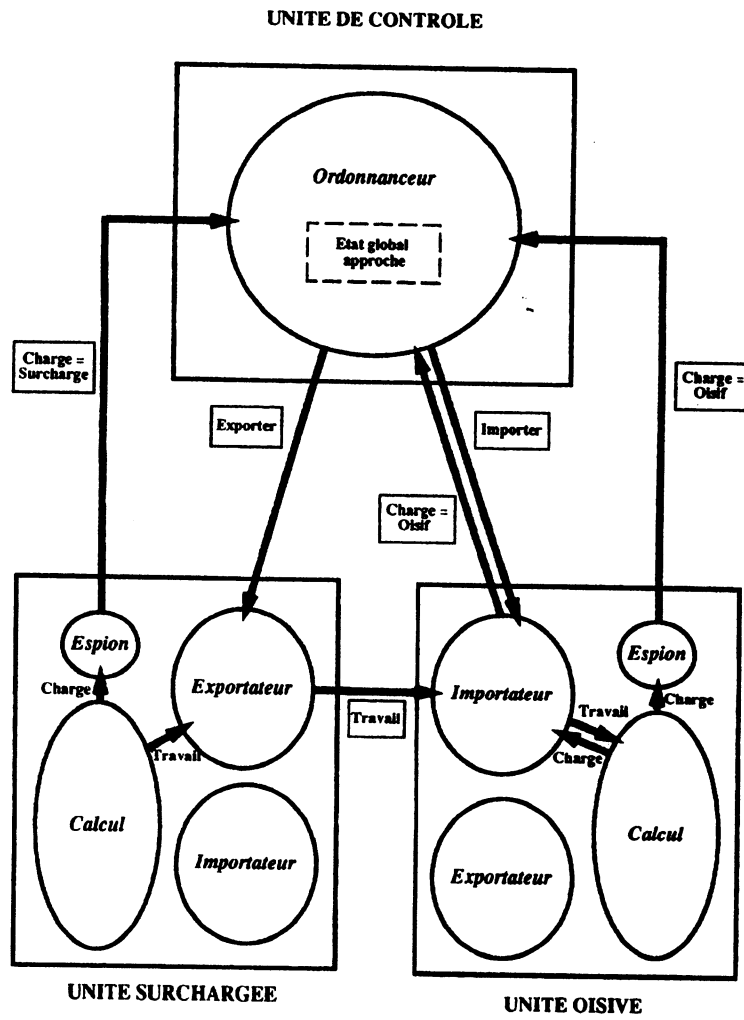 UNITE DE CONTROLE
Ordonnanceur
Etat global
approche
Charge =
Surcharge
Charge =
Oisif
Exporter
Importer
Charge =
Oisif
Espion
Charge
Exportateur
Travail
Calcul
Importateur
Travail
Importateur
Espion
Charge
Travail
Charge
Calcul
Exportateur
UNITE SURCHARGEE
UNITE OISIVE